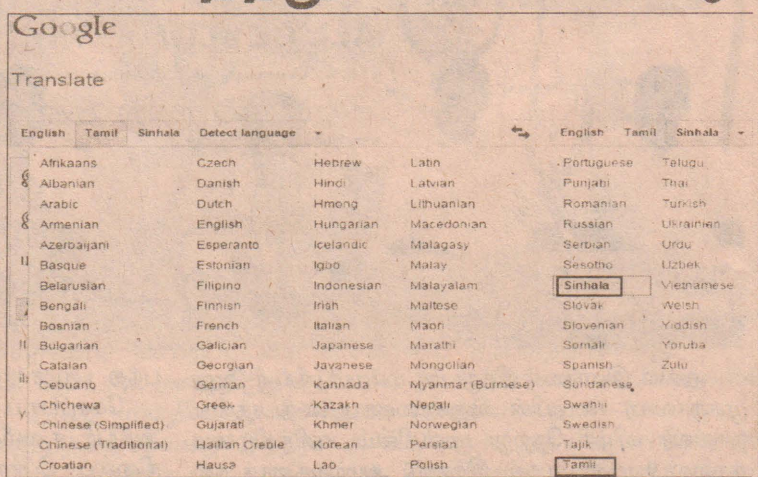 Google
Translate
English Tamil Sinhala Detect language English Tamil Sinhala
Afrikaans Czech Hebrew Latin Portuguese Telugu
Albanian Danish Hindi Latvian Punjabi Thai
Arabic Dutch Hmong Lithuanian Romanian Turkish
Armenian English Hungarian Macedonian Russian Ukrainian
Azerbaijani Esperanto Icelandic Malagasy Serbian Urdu
Basque Estonian Igbo Malay Sesotho Uzbek
Belarusian Filipino Indonesian Malayalam Sinhala Vietnamese
Bengali Finnish Irish Maltese Slovak Welsh
Bosnian French Italian Maori Slovenian Yiddish
Bulgarian Galician Japanese Marathi Somali Yoruba
Catalan Georgian Javanese Mongolian Spanish Zulu
Cebuano German Kannada Myanmar (Burmese) Sundanese
Chichewa Greek Kazakh Nepali Swahili
Chinese (Simplified) Gujarati Khmer Norwegian Swedish
Chinese (Traditional) Haitian Creole Korean Persian Tajik
Croatian Hausa Lao Polish Tamil